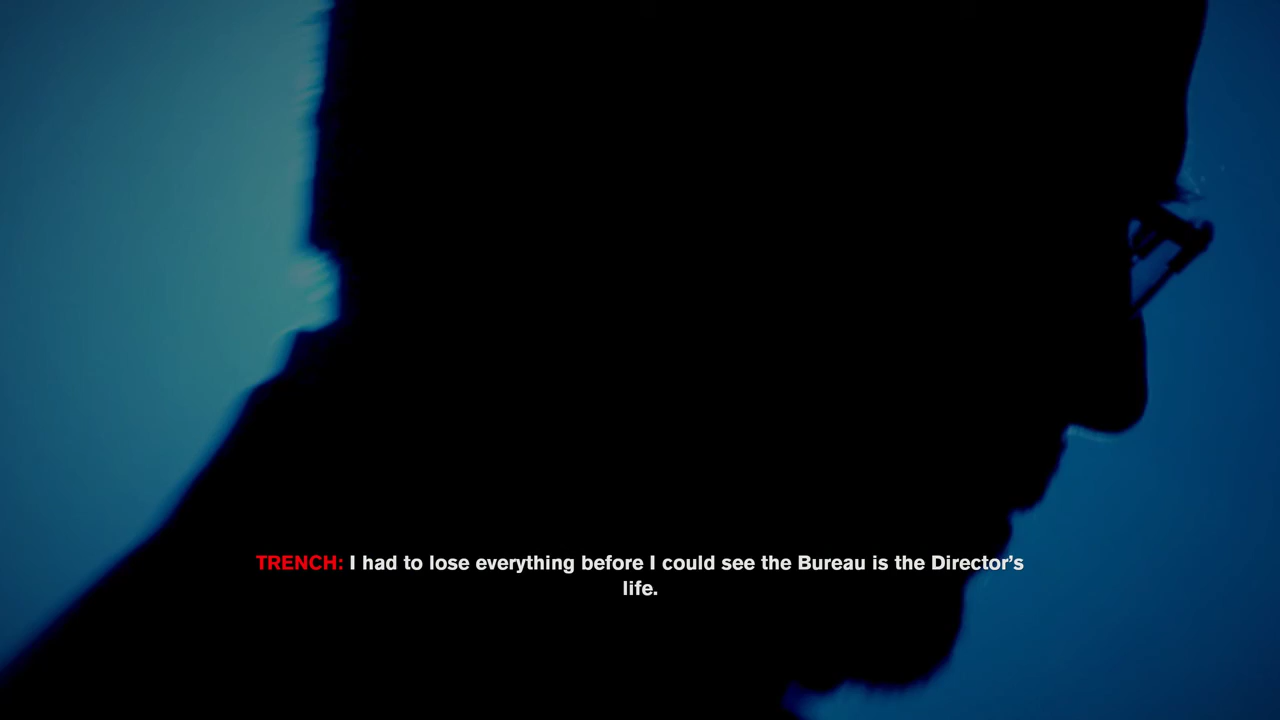 TRENCH: I had to lose everything before I could see the Bureau is the Director’s
life.